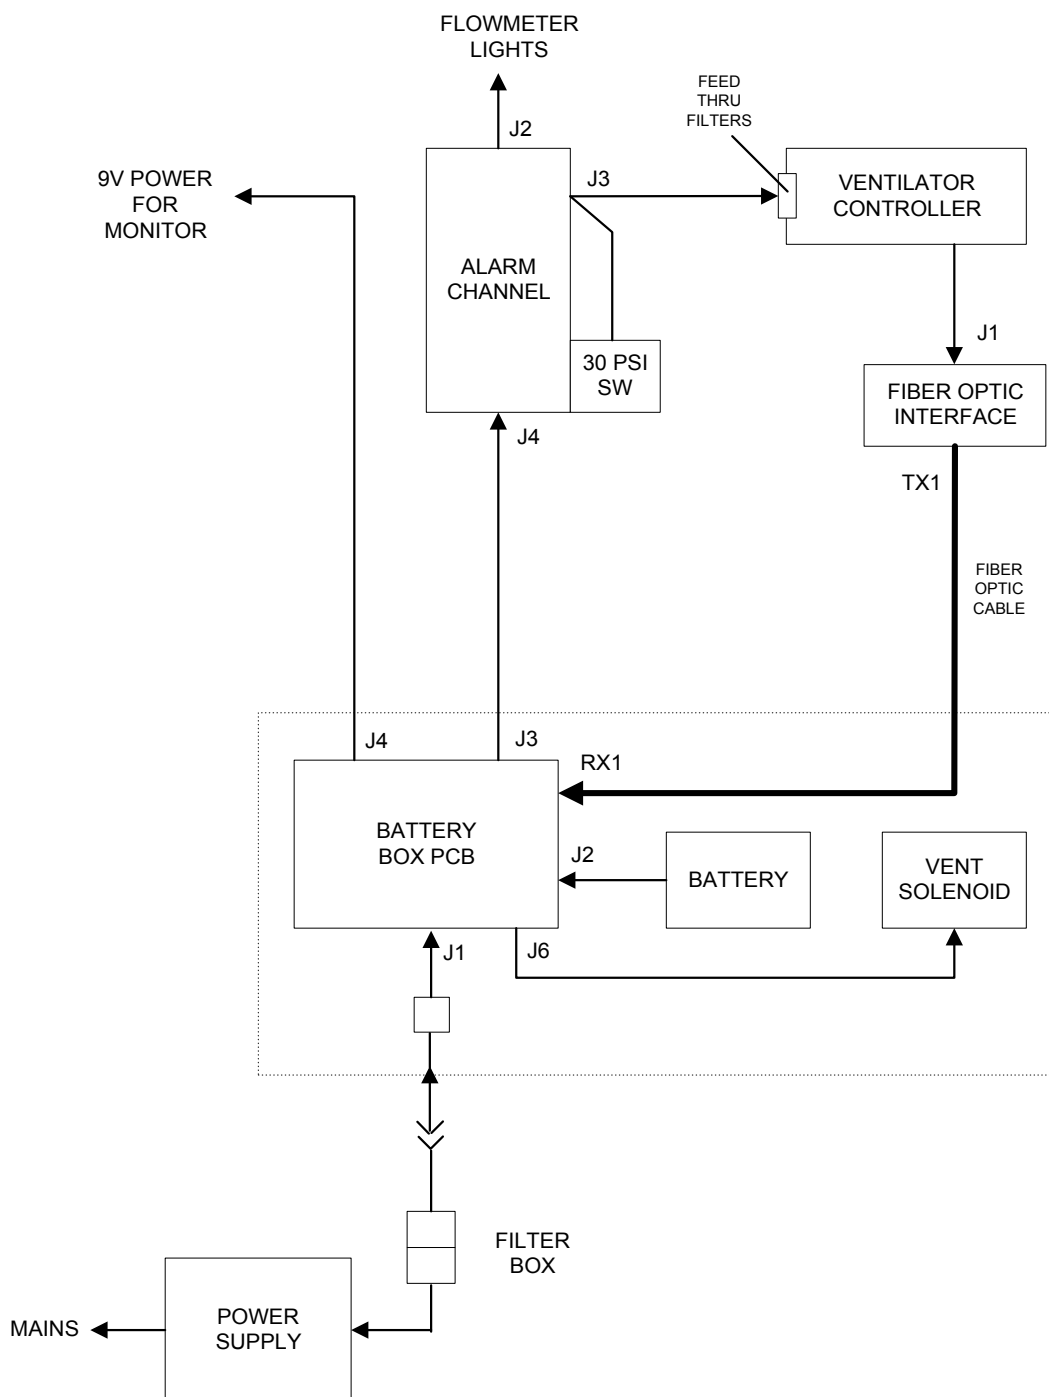 FLOWMETER
LIGHTS
J2
FEED
THRU
FILTERS
9V POWER
FOR
MONITOR
J3
VENTILATOR
CONTROLLER
ALARM
CHANNEL
J1
30 PSI
SW
FIBER OPTIC
INTERFACE
J4
TX1
FIBER
OPTIC
CABLE
J4
J3
RX1
BATTERY
BOX PCB
J2
BATTERY
VENT
SOLENOID
J1
J6
FILTER
BOX
MAINS
POWER
SUPPLY